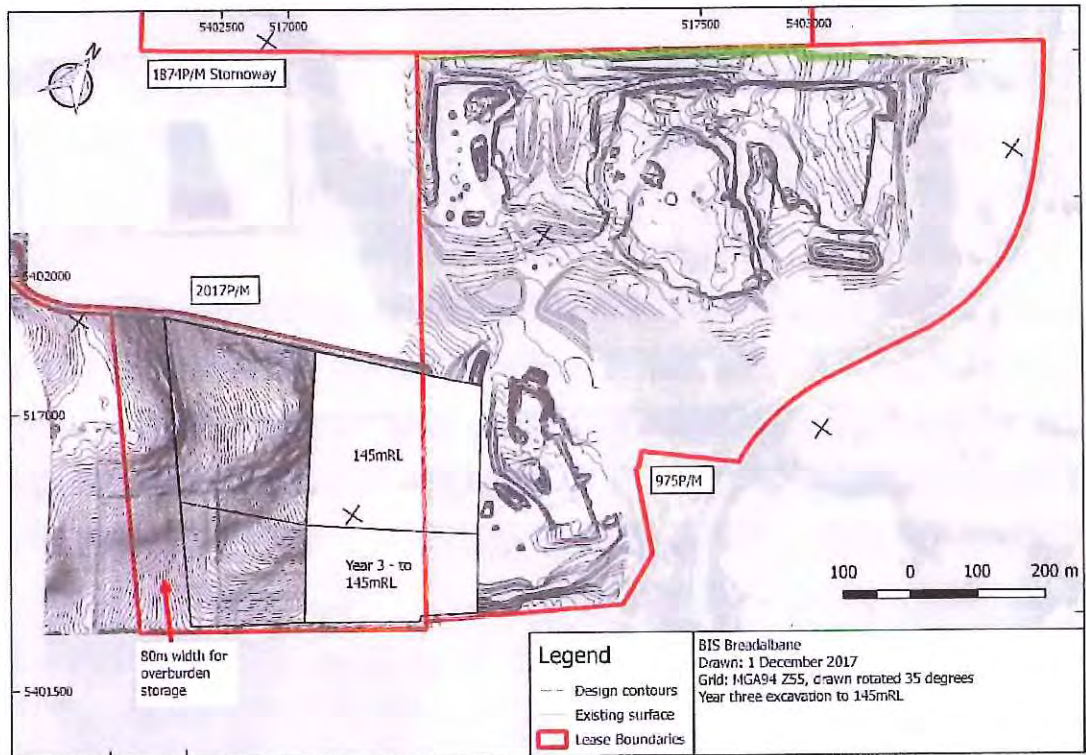 5402500
517000
517500
5403000
N
1874P/M Stornoway
5402000
2017P/M
517000
145mRL
975P/M
Year 3 - to
145mRL
100 0 100 200 m
80m width for
overburden
storage
5401500
Legend
Design contours
Existing surface
Lease Boundaries
BIS Breadalbane
Drawn: 1 December 2017
Grid: MGA94 Z55, drawn rotated 35 degrees
Year three excavation to 145mRL